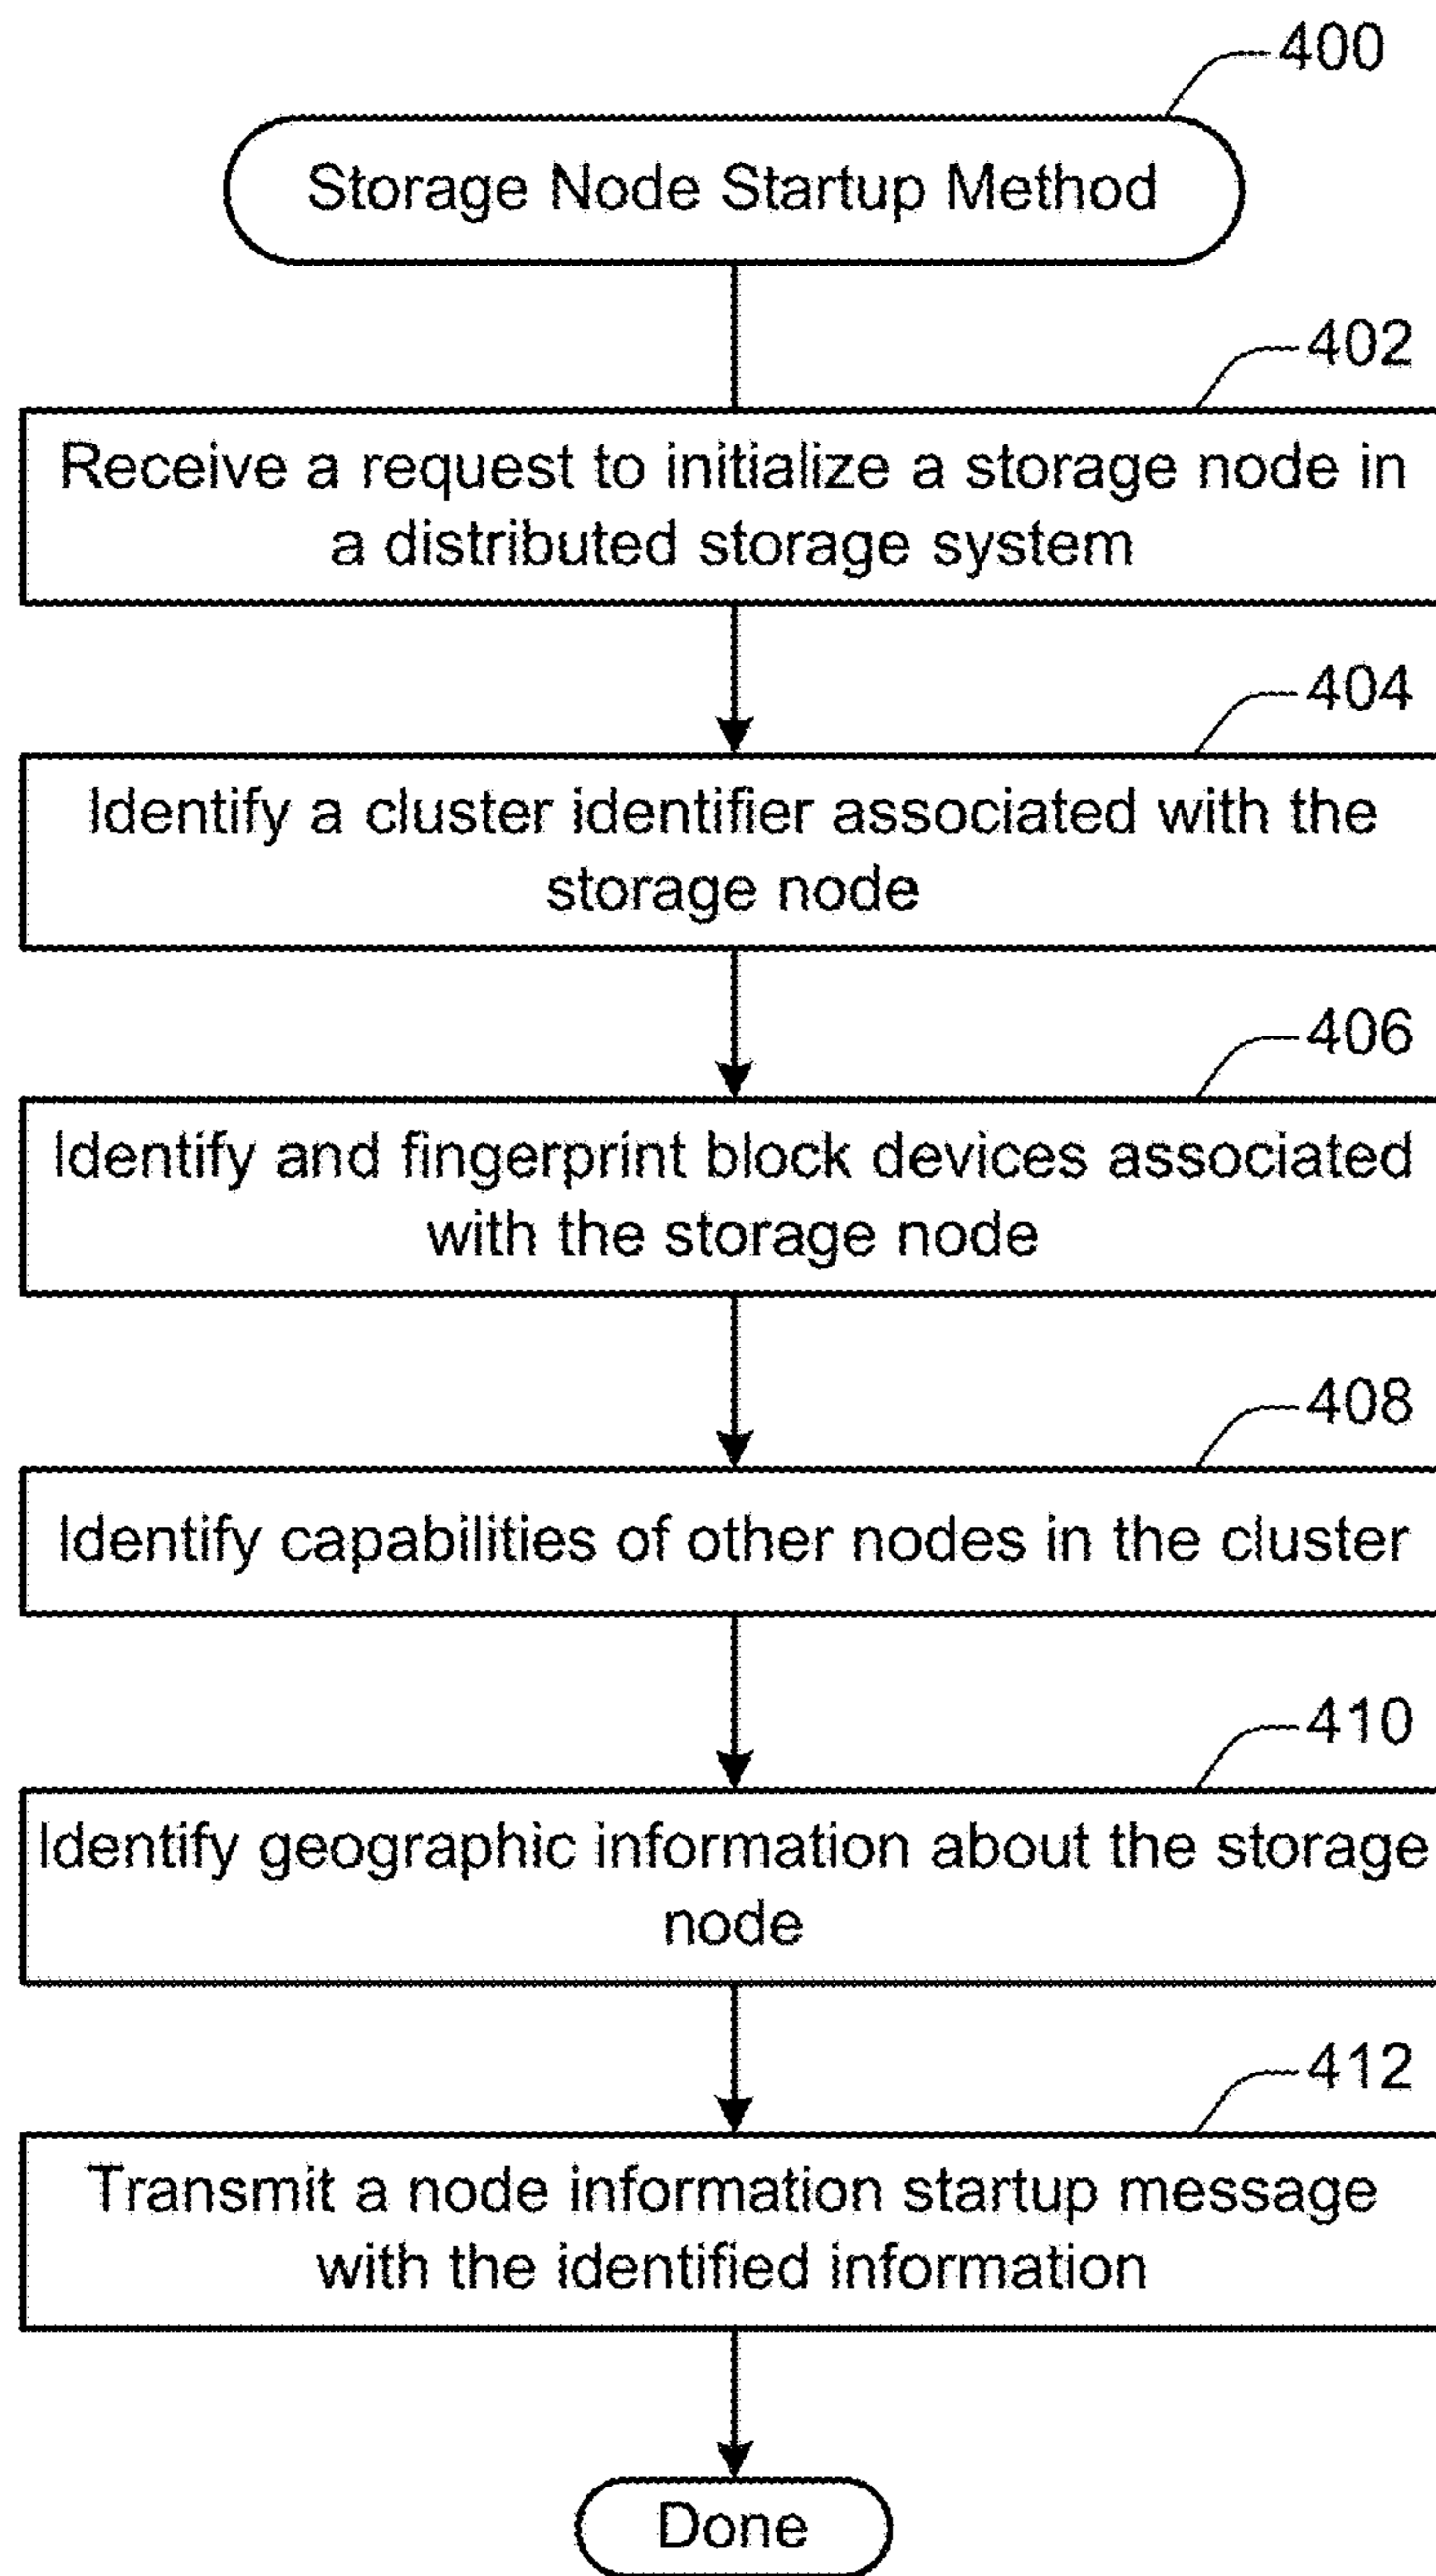 400
Storage Node Startup Method
402
Receive a request to initialize a storage node in
a distributed storage system
404
Identify a cluster identifier associated with the
storage node
406
Identify and fingerprint block devices associated
with the storage node
408
Identify capabilities of other nodes in the cluster
410
Identify geographic information about the storage
node
412
Transmit a node information startup message
with the identified information
Done